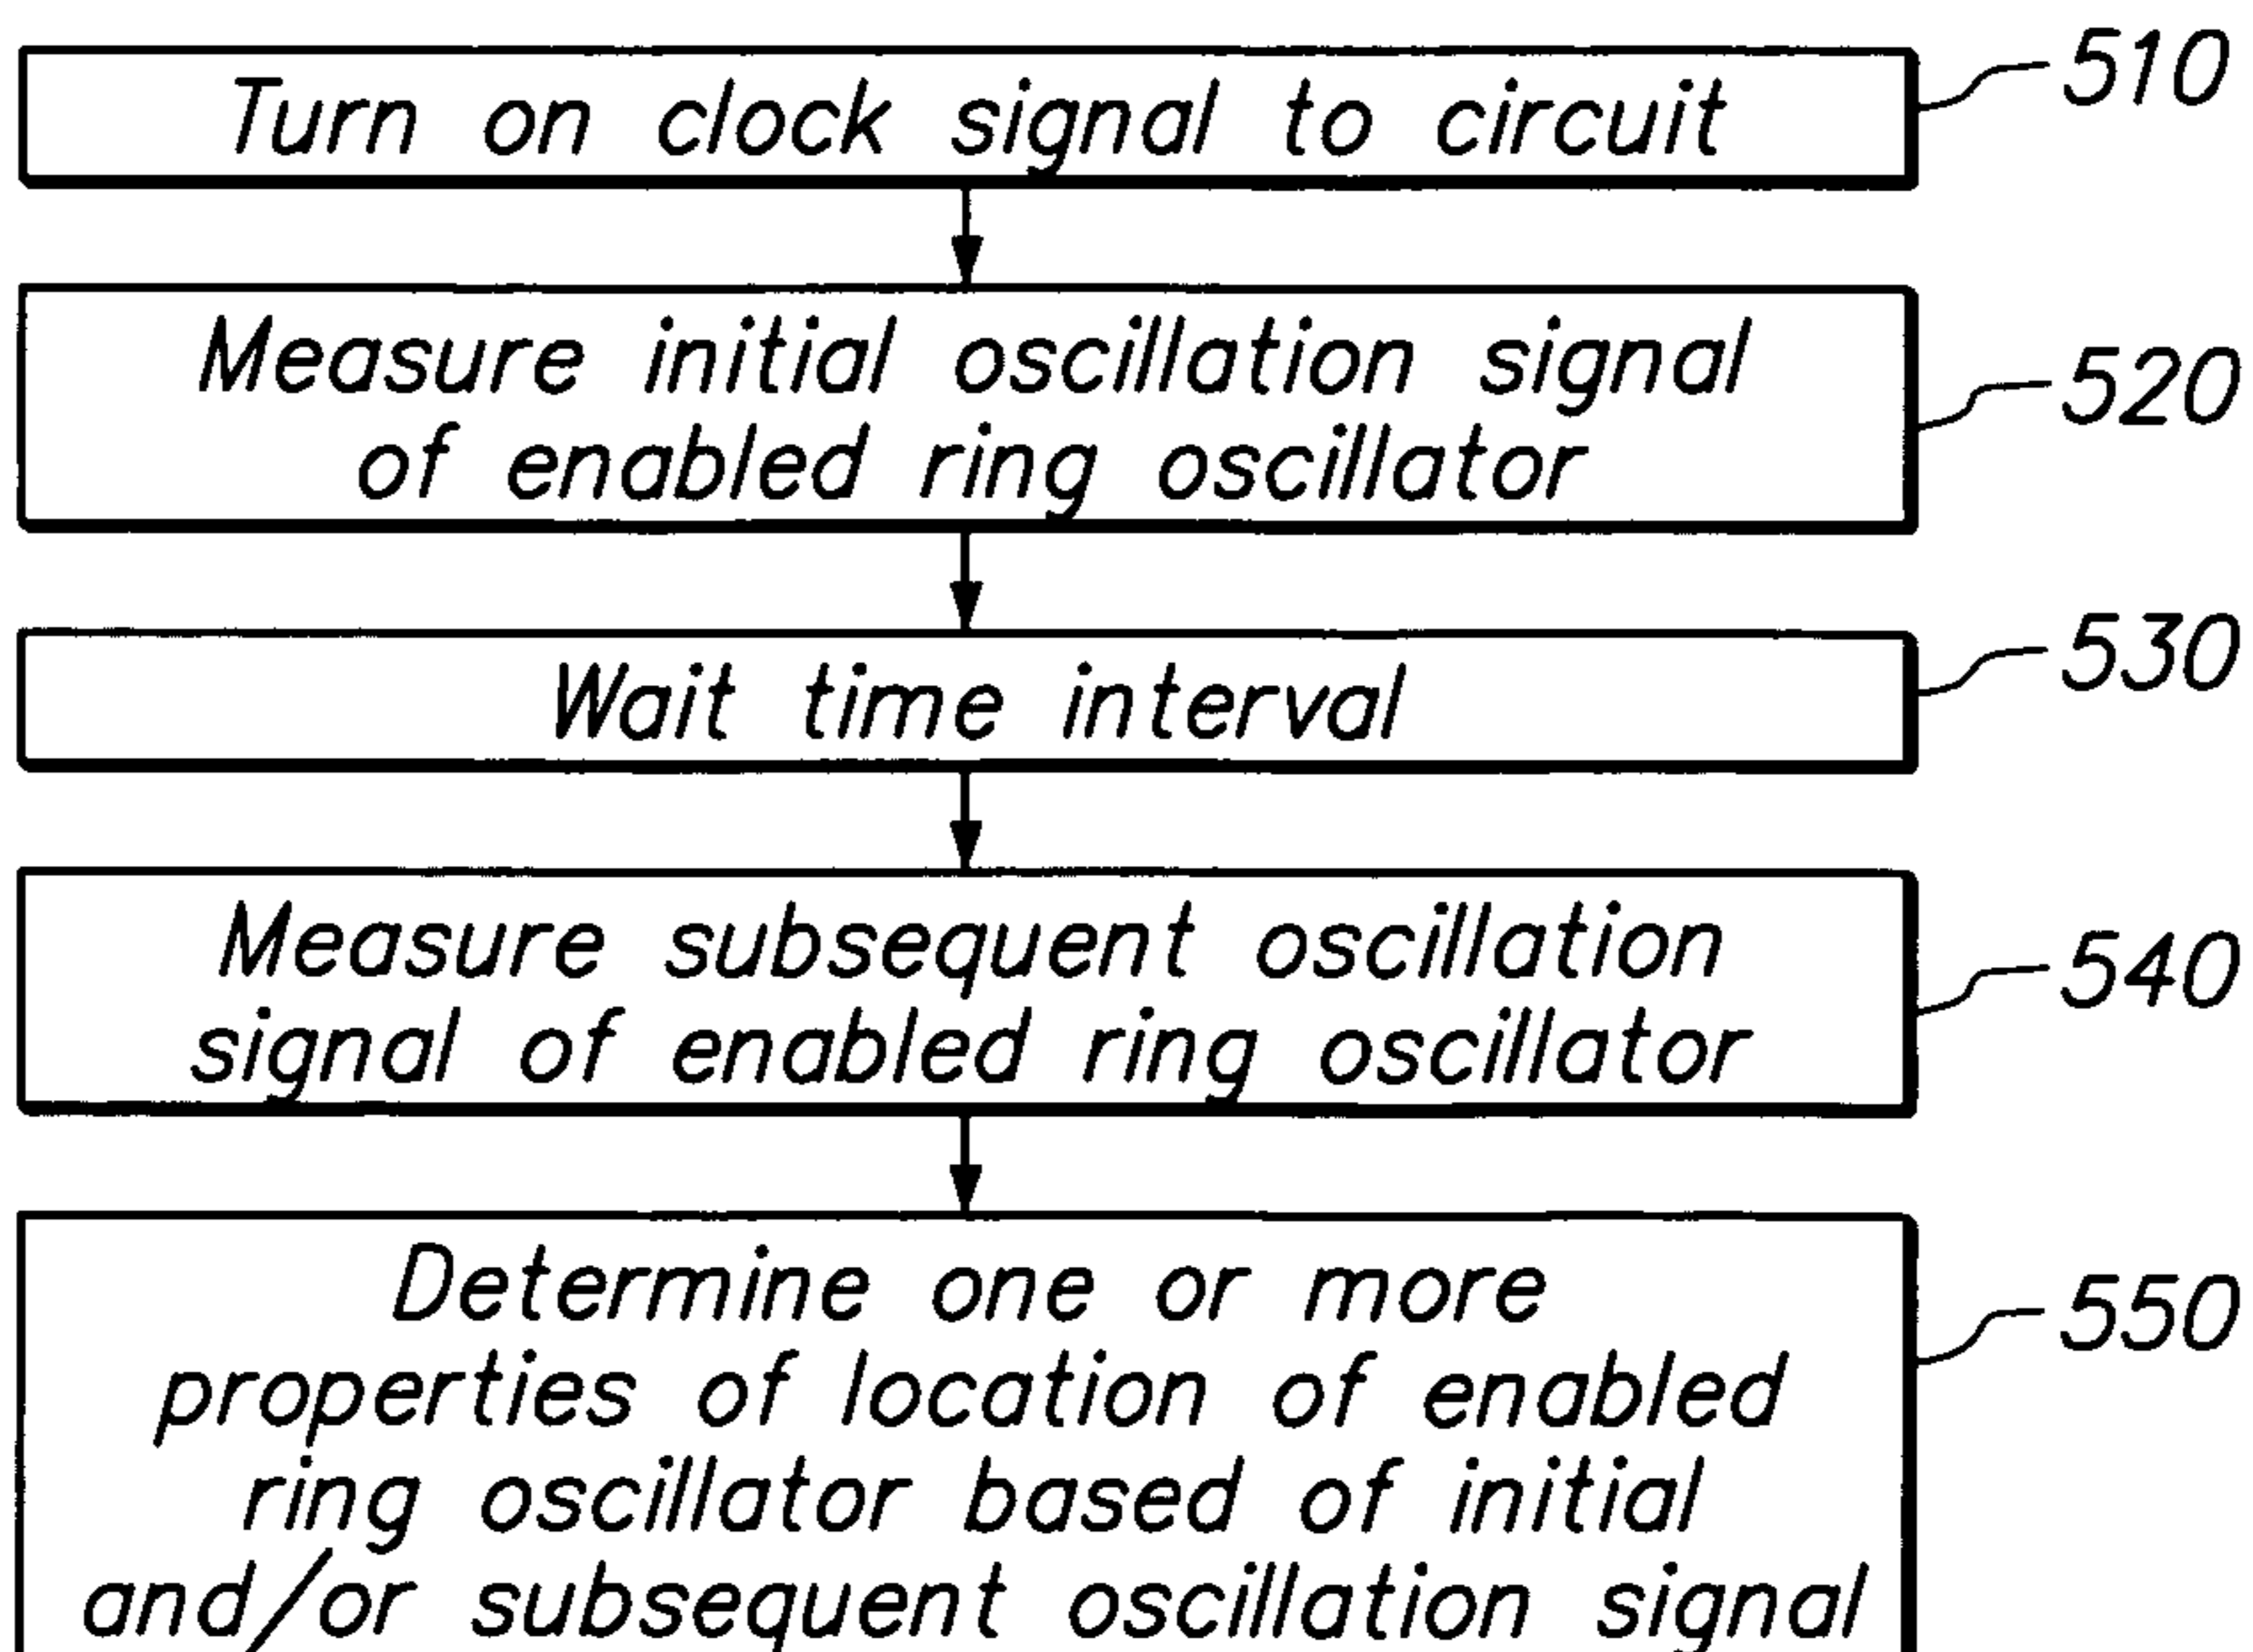 Turn on clock signal to circuit
510
Measure initial oscillation signal
of enabled ring oscillator
520
Wait time interval
530
Measure subsequent oscillation
signal of enabled ring oscillator
540
Determine one or more
properties of location of enabled
ring oscillator based of initial
and/or subsequent oscillation signal
550